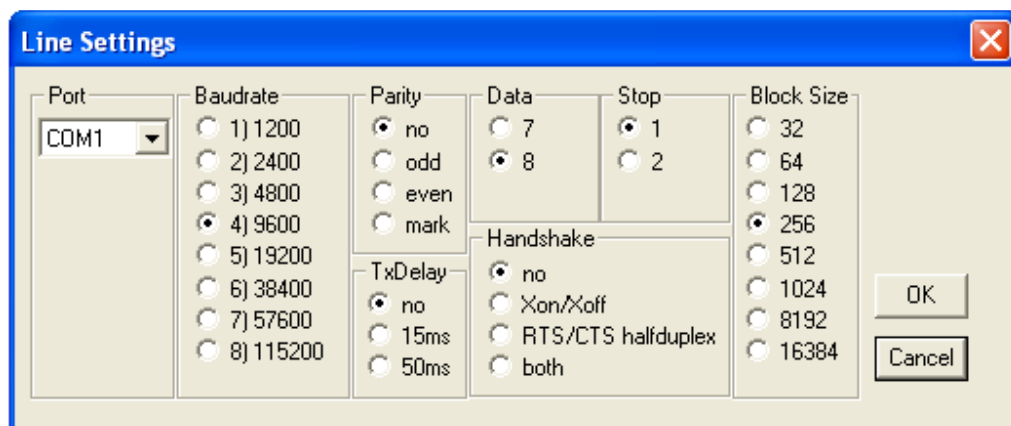 Line Settings
Port
COM1
Baudrate
1) 1200
2) 2400
3) 4800
4) 9600
5) 19200
6) 38400
7) 57600
8) 115200
Parity
no
odd
even
mark
TxDelay
no
15ms
50ms
Data
7
8
Stop
1
2
Handshake
no
Xon/Xoff
RTS/CTS halfduplex
both
Block Size
32
64
128
256
512
1024
8192
16384
OK
Cancel